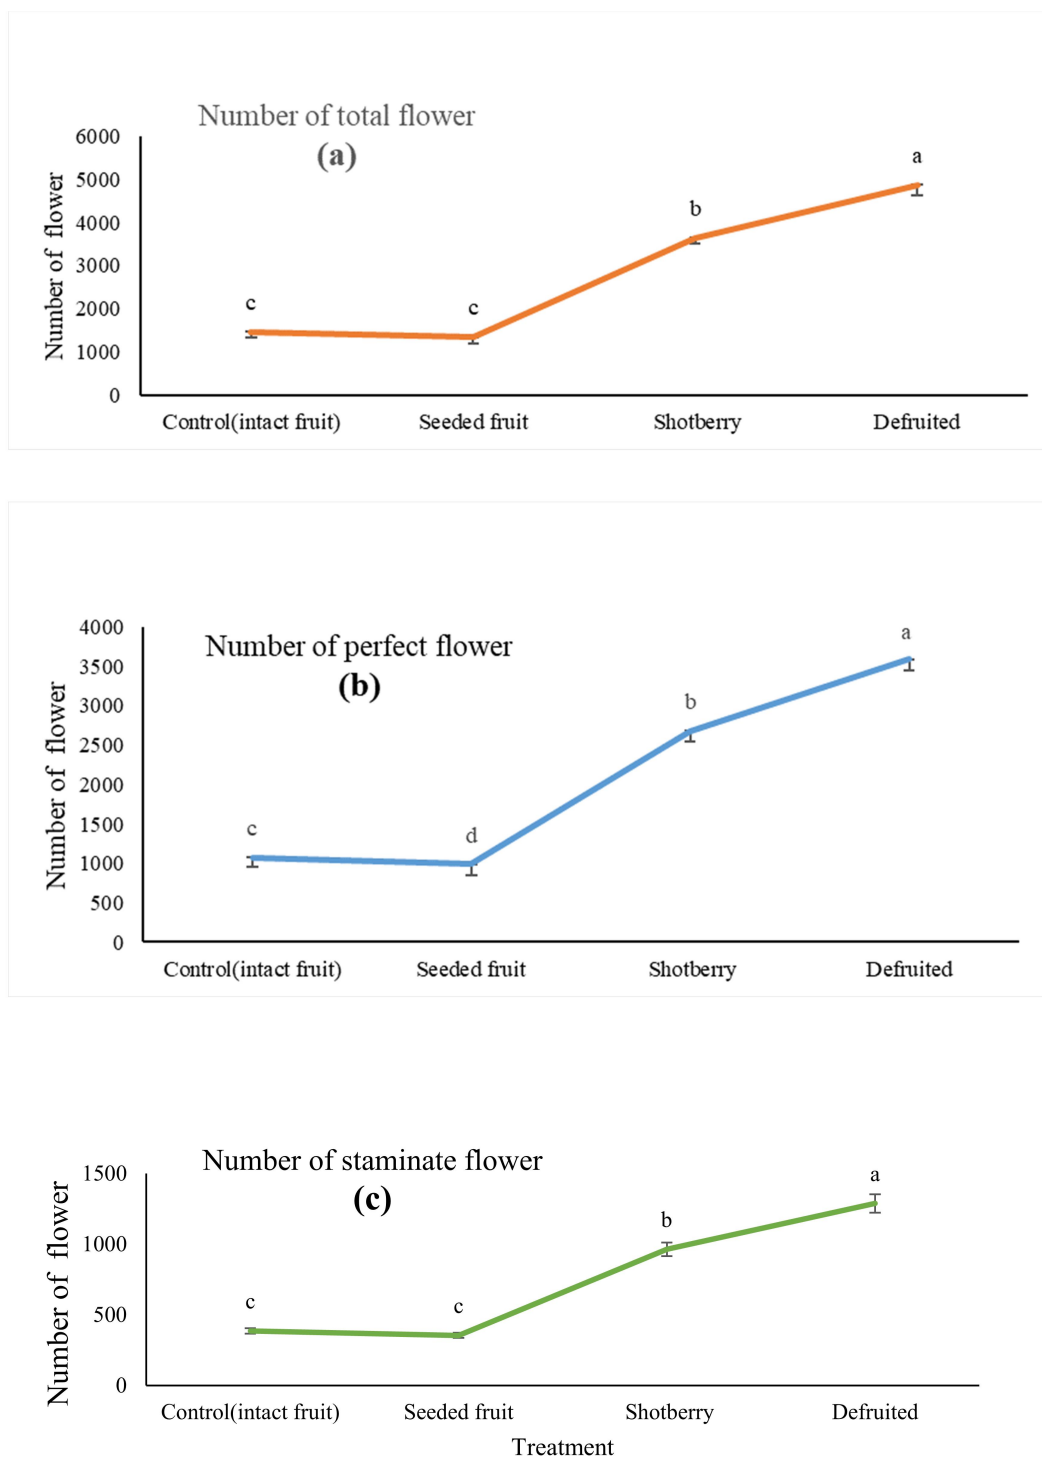 Number of total flower
(a)
Number of flower
6000
5000
4000
3000
2000
1000
0
c
c
b
a
Control(intact fruit) Seeded fruit Shotberry Defruited
Number of perfect flower
(b)
Number of flower
4000
3500
3000
2500
2000
1500
1000
500
0
c
d
b
a
Control(intact fruit) Seeded fruit Shotberry Defruited
Number of staminate flower
(c)
Number of flower
1500
1000
500
0
c
c
b
a
Control(intact fruit) Seeded fruit Shotberry Defruited
Treatment